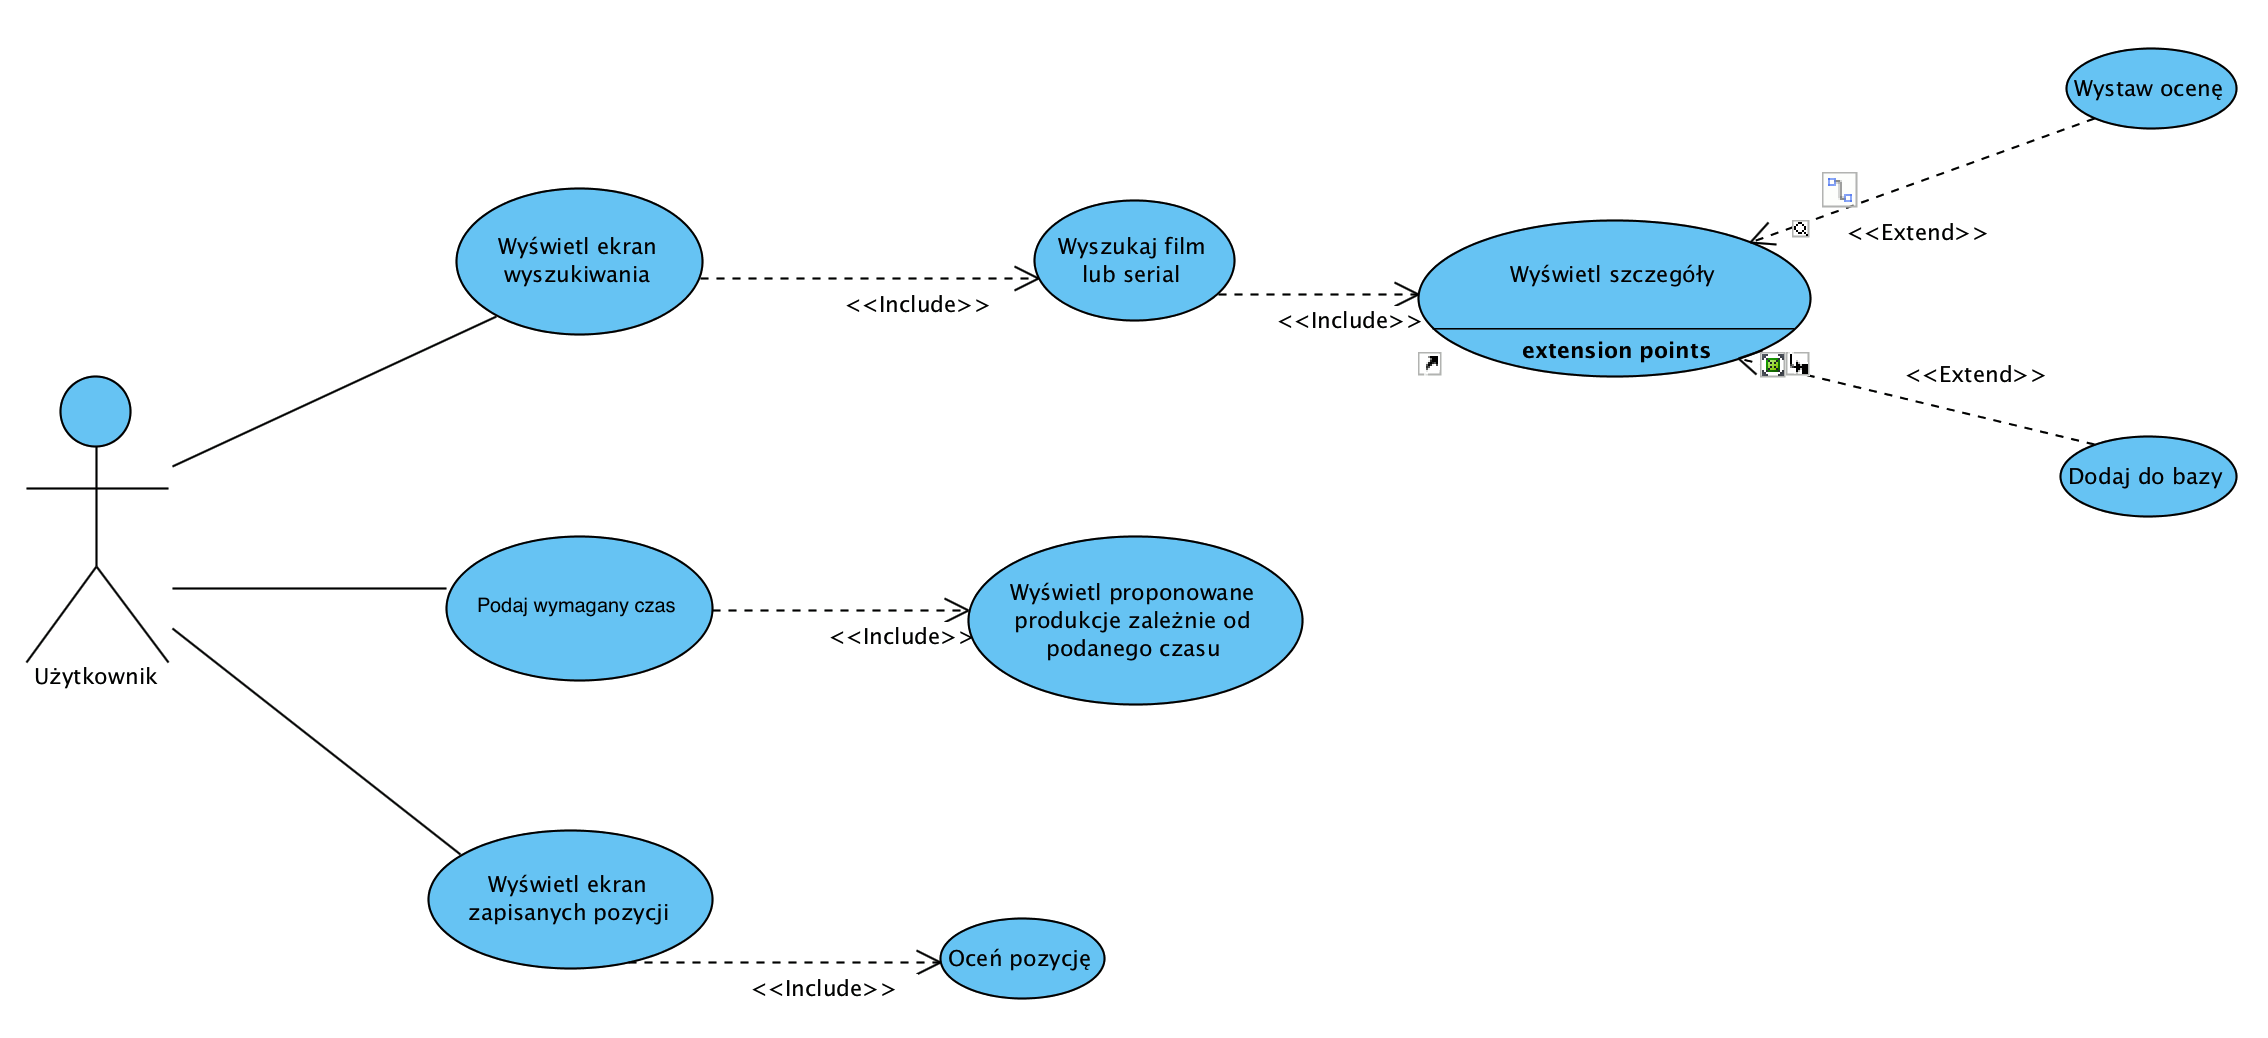 Wystaw ocenę
<<Extend>>
Wyświetl ekran
wyszukiwania
<<Include>>
Wyszukaj film
lub serial
<<Include>>
Wyświetl szczegóły
extension points
<<Extend>>
Dodaj do bazy
Użytkownik
Podaj wymagany czas
<<Include>>
Wyświetl proponowane
produkcje zależnie od
podanego czasu
Wyświetl ekran
zapisanych pozycji
<<Include>>
Oceń pozycję